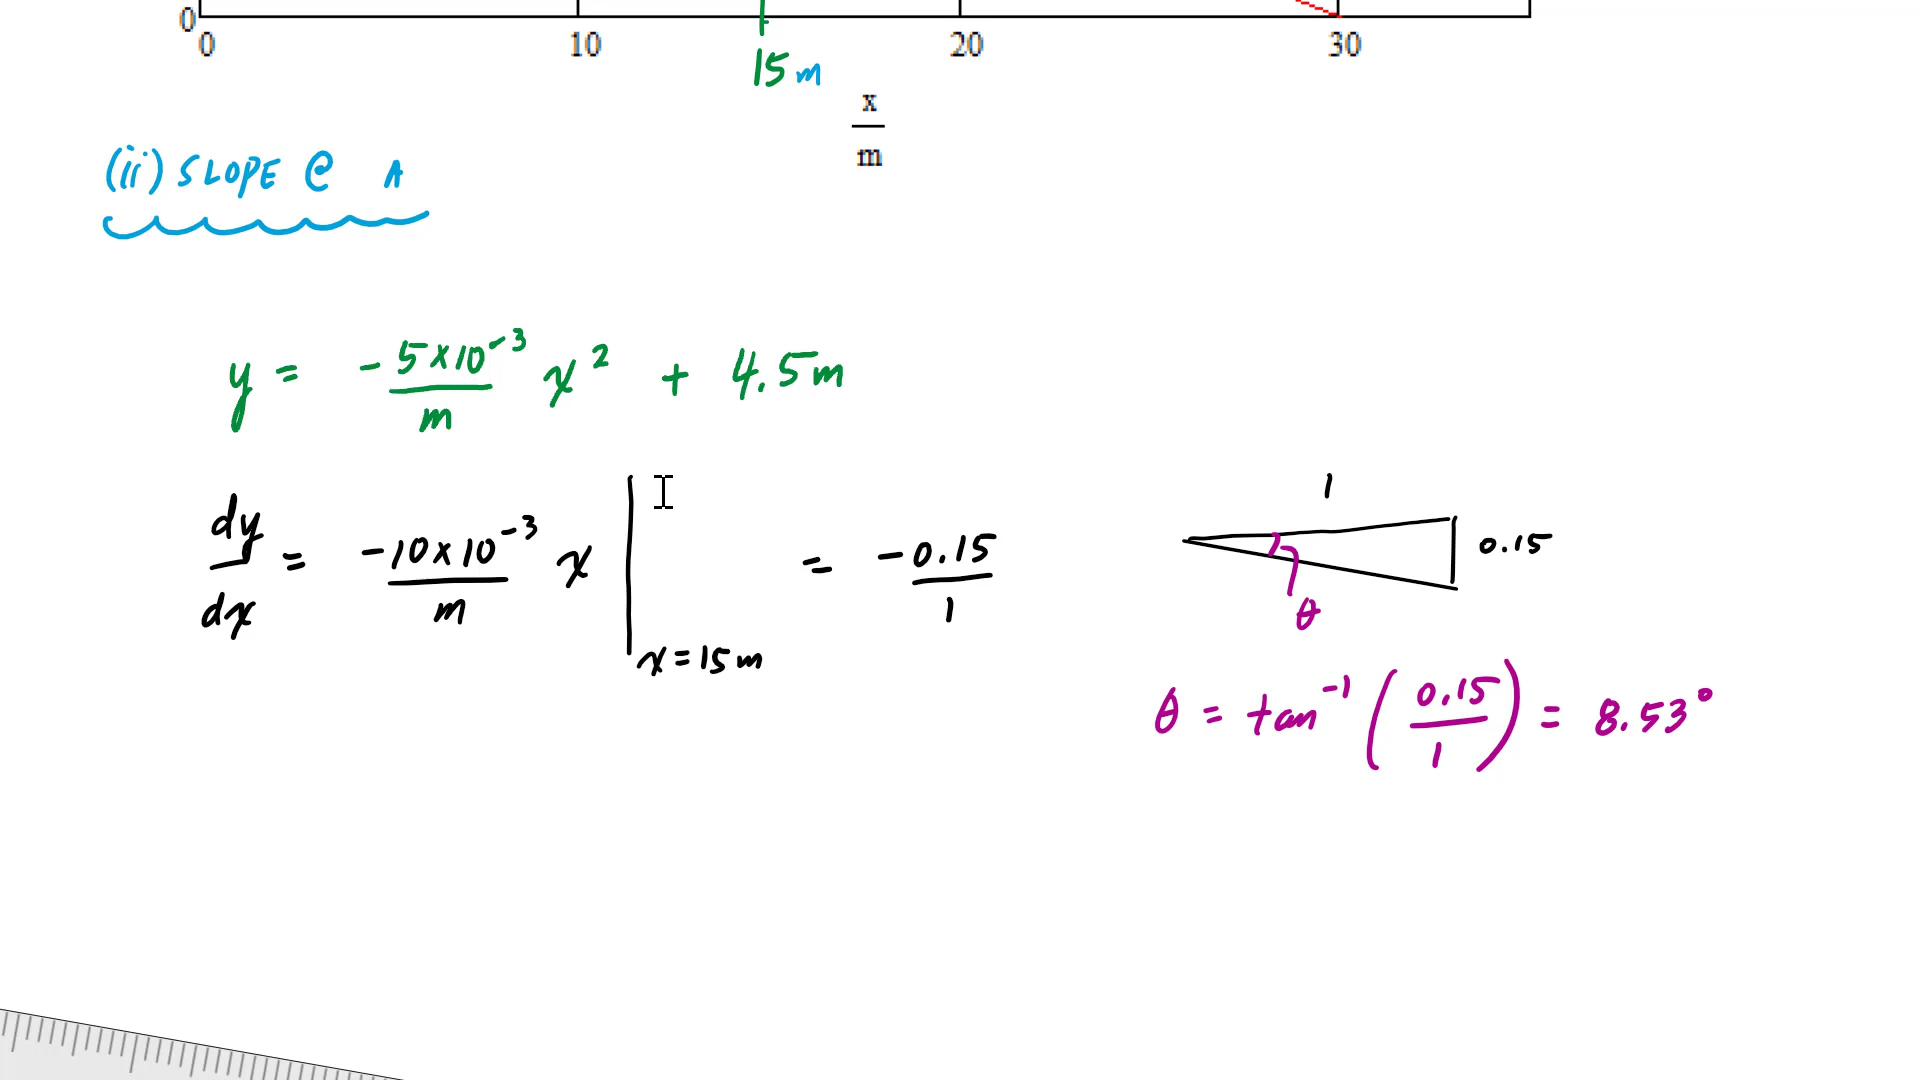 0
0 10 20 30
15 m
x
m
(ii) SLOPE @ A
y = -5×10⁻³/m x² + 4.5m
dy/dx = -10×10⁻³/m x | x=15m = -0.15/1
1
0.15
θ
θ = tan⁻¹(0.15/1) = 8.53°